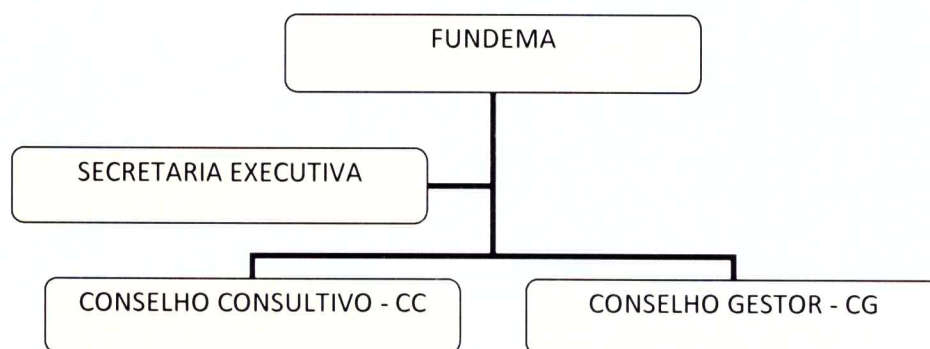 FUNDEMA
SECRETARIA EXECUTIVA
CONSELHO CONSULTIVO - CC
CONSELHO GESTOR - CG